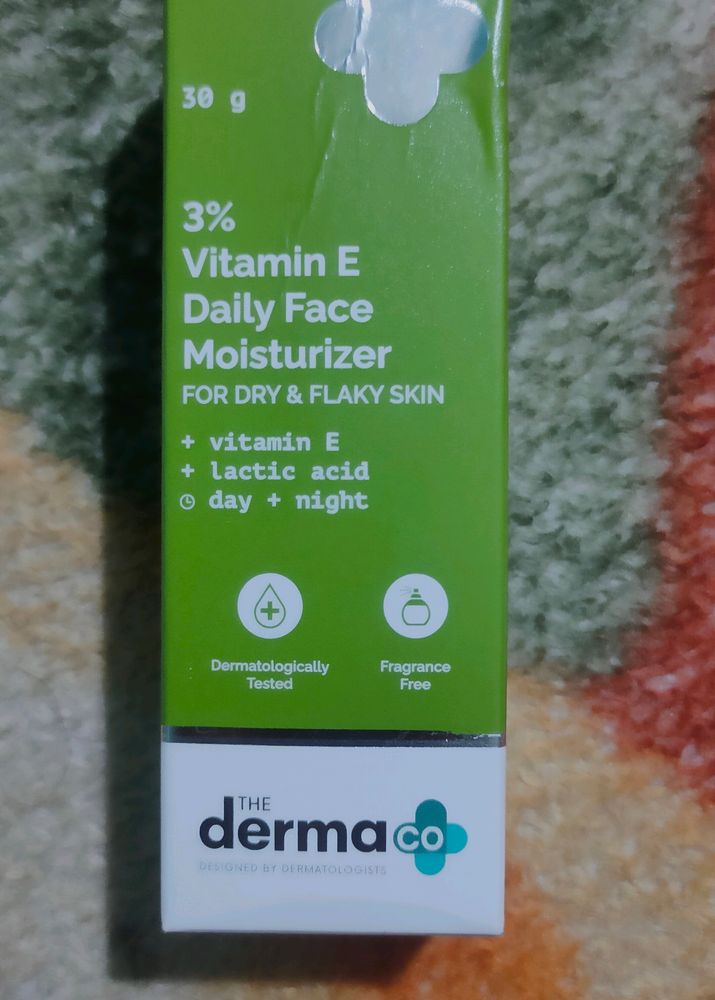 30 g
3%
Vitamin E
Daily Face
Moisturizer
FOR DRY & FLAKY SKIN
+ vitamin E
+ lactic acid
day + night
Dermatologically
Tested
Fragrance
Free
THE
derma co
DESIGNED BY DERMATOLOGISTS